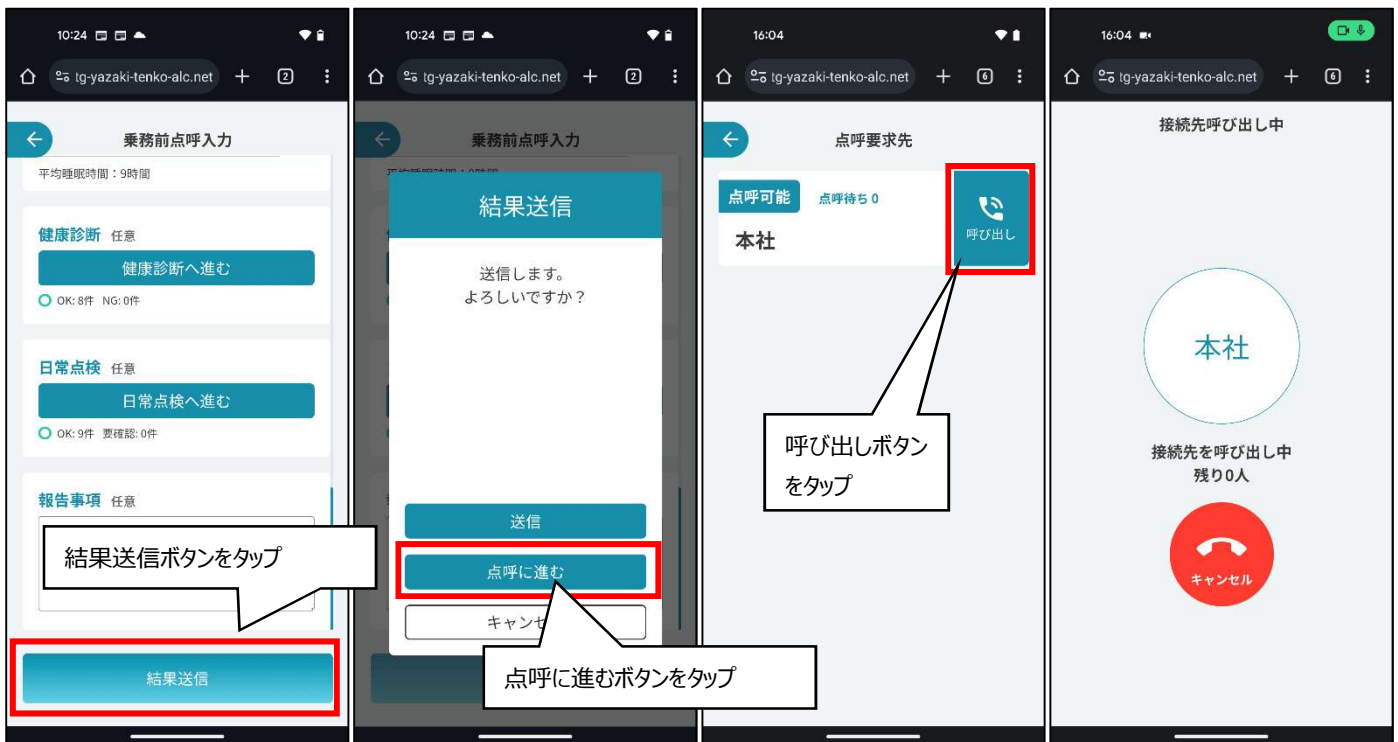 10:24
tg-yazaki-tenko-alc.net
2
乗務前点呼入力
平均睡眠時間：9時間
健康診断 任意
健康診断へ進む
OK: 8件 NG: 0件
日常点検 任意
日常点検へ進む
OK: 9件 要確認: 0件
報告事項 任意
結果送信ボタンをタップ
結果送信
10:24
tg-yazaki-tenko-alc.net
2
乗務前点呼入力
結果送信
送信します。
よろしいですか？
送信
点呼に進む
キャンセ
点呼に進むボタンをタップ
16:04
tg-yazaki-tenko-alc.net
6
点呼要求先
点呼可能 点呼待ち 0
本社
呼び出し
呼び出しボタン
をタップ
16:04
tg-yazaki-tenko-alc.net
6
接続先呼び出し中
本社
接続先を呼び出し中
残り0人
キャンセル